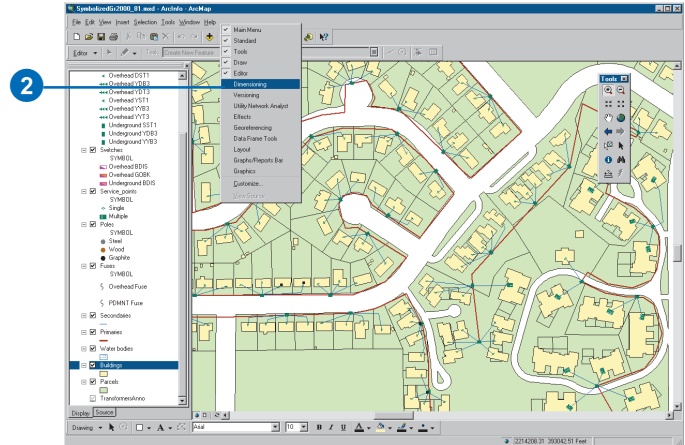 SymbolizedGr2000_81.mxd - ArcInfo - ArcMap
File Edit View Insert Selection Tools Window Help
Editor Task: Create New Feature
Main Menu
Standard
Tools
Draw
Editor
Dimensioning
Versioning
Utility Network Analyst
Effects
Georeferencing
Data Frame Tools
Layout
Graphs/Reports Bar
Graphics
Customize...
View Source
2
Tools
Overhead DST1
Overhead YDB3
Overhead YDT3
Overhead YST1
Overhead YYB3
Overhead YYT3
Underground SST1
Underground YDB3
Underground YYB3
Switches
SYMBOL
Overhead BDIS
Overhead GOBK
Underground BDIS
Service_points
SYMBOL
Single
Multiple
Poles
SYMBOL
Steel
Wood
Graphite
Fuses
SYMBOL
Overhead Fuse
PDMNT Fuse
Secondaries
Primaries
Water bodies
Buildings
Parcels
TransformersAnno
Display Source
Drawing A Arial 10 B I U A
2214208.31 393042.51 Feet